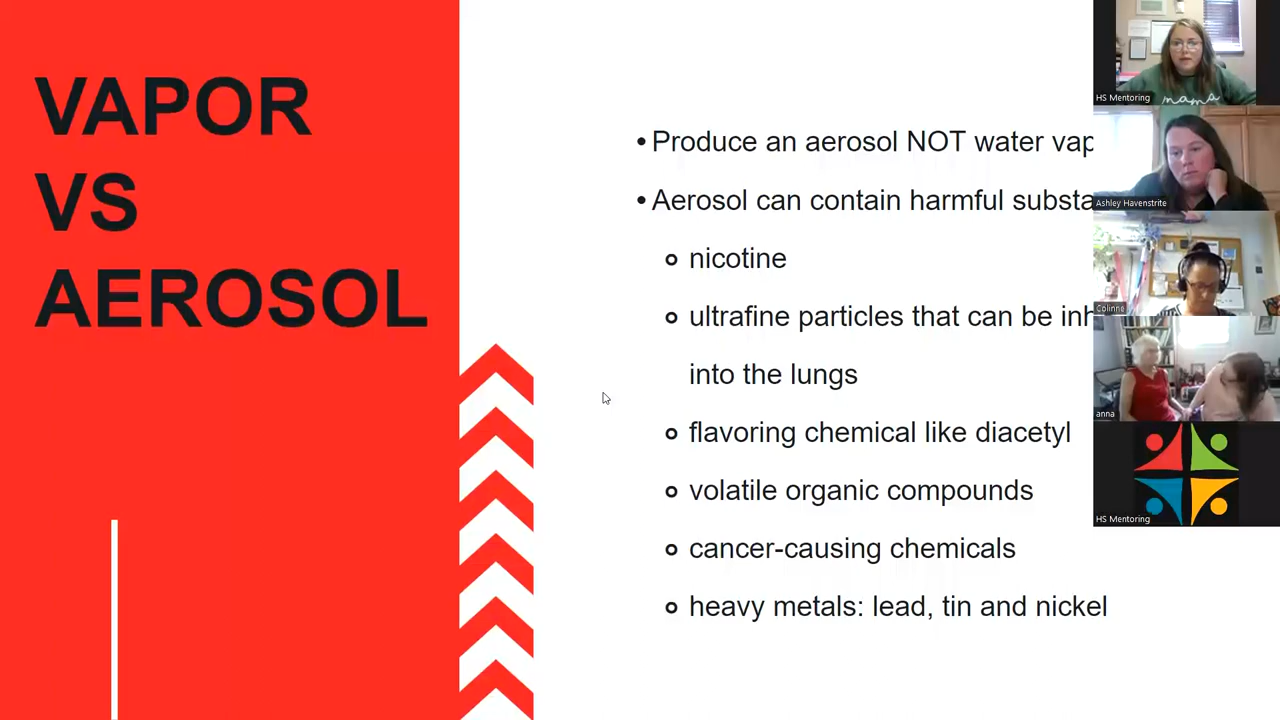 VAPOR
VS
AEROSOL
• Produce an aerosol NOT water vap
• Aerosol can contain harmful substa
nicotine
ultrafine particles that can be inh
into the lungs
flavoring chemical like diacetyl
volatile organic compounds
cancer-causing chemicals
heavy metals: lead, tin and nickel
HS Mentoring
mama
Ashley Havenstrite
Colinne
anna
HS Mentoring